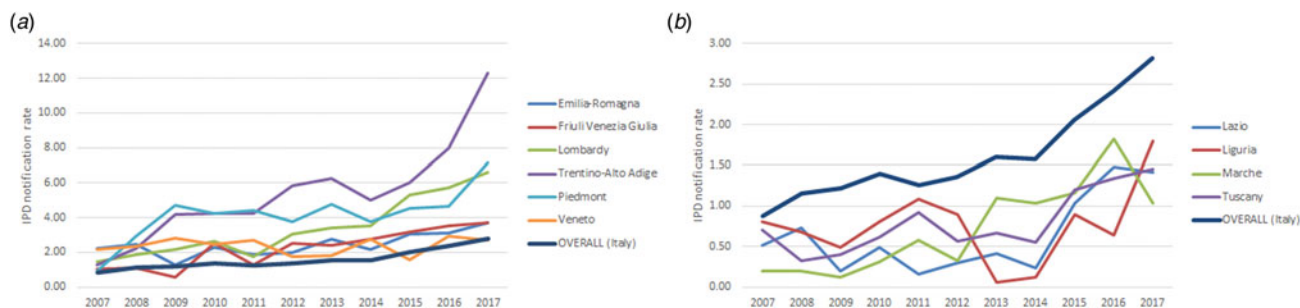 (a)
14.00
12.00
10.00
8.00
6.00
4.00
2.00
0.00
IPD notification rate
2007 2008 2009 2010 2011 2012 2013 2014 2015 2016 2017
Emilia-Romagna
Friuli Venezia Giulia
Lombardy
Trentino-Alto Adige
Piedmont
Veneto
OVERALL (Italy)
(b)
3.00
2.50
2.00
1.50
1.00
0.50
0.00
IPD notification rate
2007 2008 2009 2010 2011 2012 2013 2014 2015 2016 2017
Lazio
Liguria
Marche
Tuscany
OVERALL (Italy)